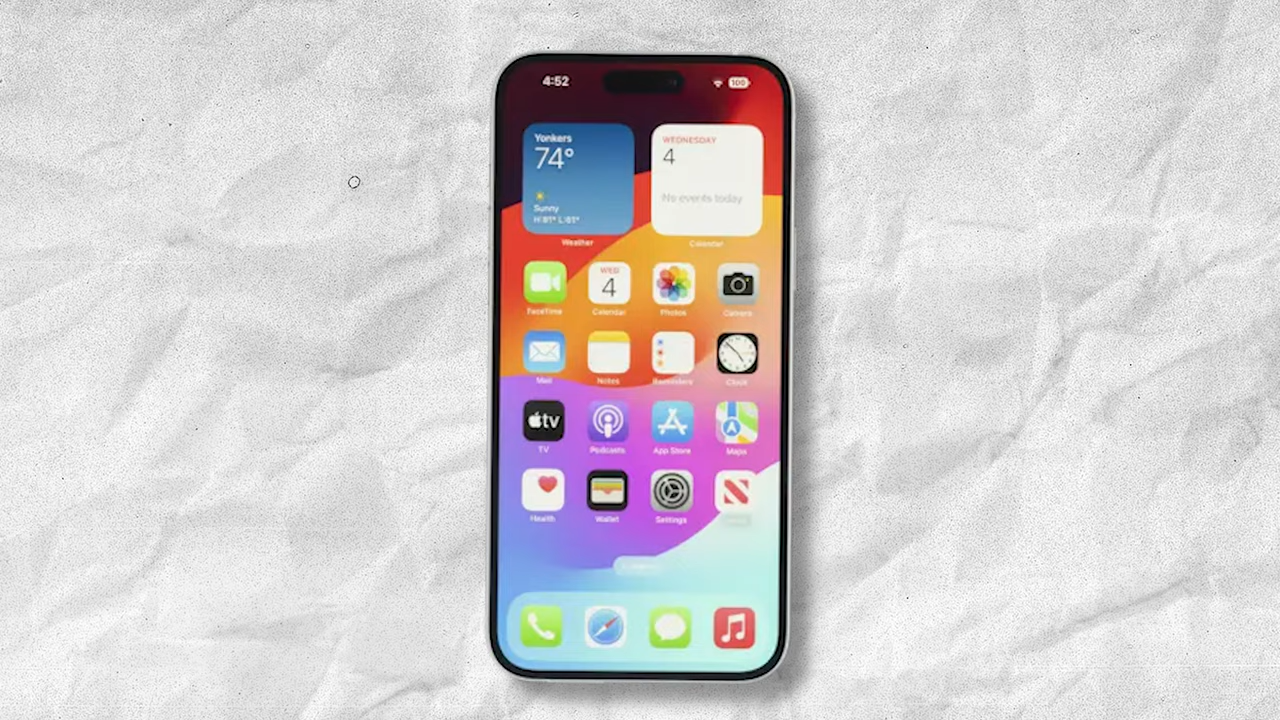 4:52
100
Yonkers
74°
Sunny
WEDNESDAY
4
No events today
Weather
Calendar
FaceTime
WED
4
Calendar
Photos
Camera
Mail
Notes
Reminders
Clock
tv
TV
Podcasts
App Store
Maps
Health
Wallet
Settings